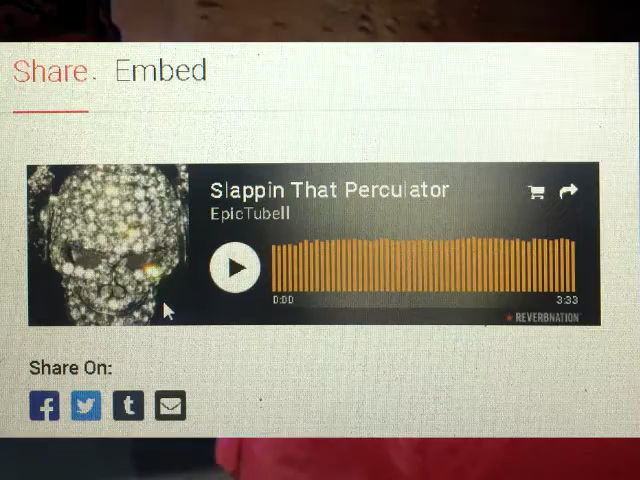 Share. Embed
Slappin That Perculator
EpicTubell
0:00 3:33
REVERBNATION
Share On: